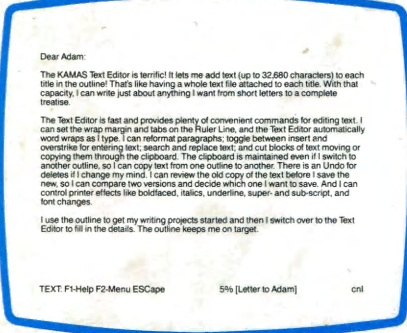 Dear Adam:
The KAMAS Text Editor is terrific! It lets me add text (up to 32,680 characters) to each
title in the outline! That's like having a whole text file attached to each title. With that
capacity, I can write just about anything I want from short letters to a complete
treatise.
The Text Editor is fast and provides plenty of convenient commands for editing text. I
can set the wrap margin and tabs on the Ruler Line, and the Text Editor automatically
word wraps as I type. I can reformat paragraphs; toggle between insert and
overstrike for entering text; search and replace text; and cut blocks of text moving or
copying them through the clipboard. The clipboard is maintained even if I switch to
another outline, so I can copy text from one outline to another. There is an Undo for
deletes if I change my mind. I can review the old copy of the text before I save the
new, so I can compare two versions and decide which one I want to save. And I can
control printer effects like boldfaced, italics, underline, super- and sub-script, and
font changes.
I use the outline to get my writing projects started and then I switch over to the Text
Editor to fill in the details. The outline keeps me on target.
TEXT: F1-Help F2-Menu ESCape 5% [Letter to Adam] cnl